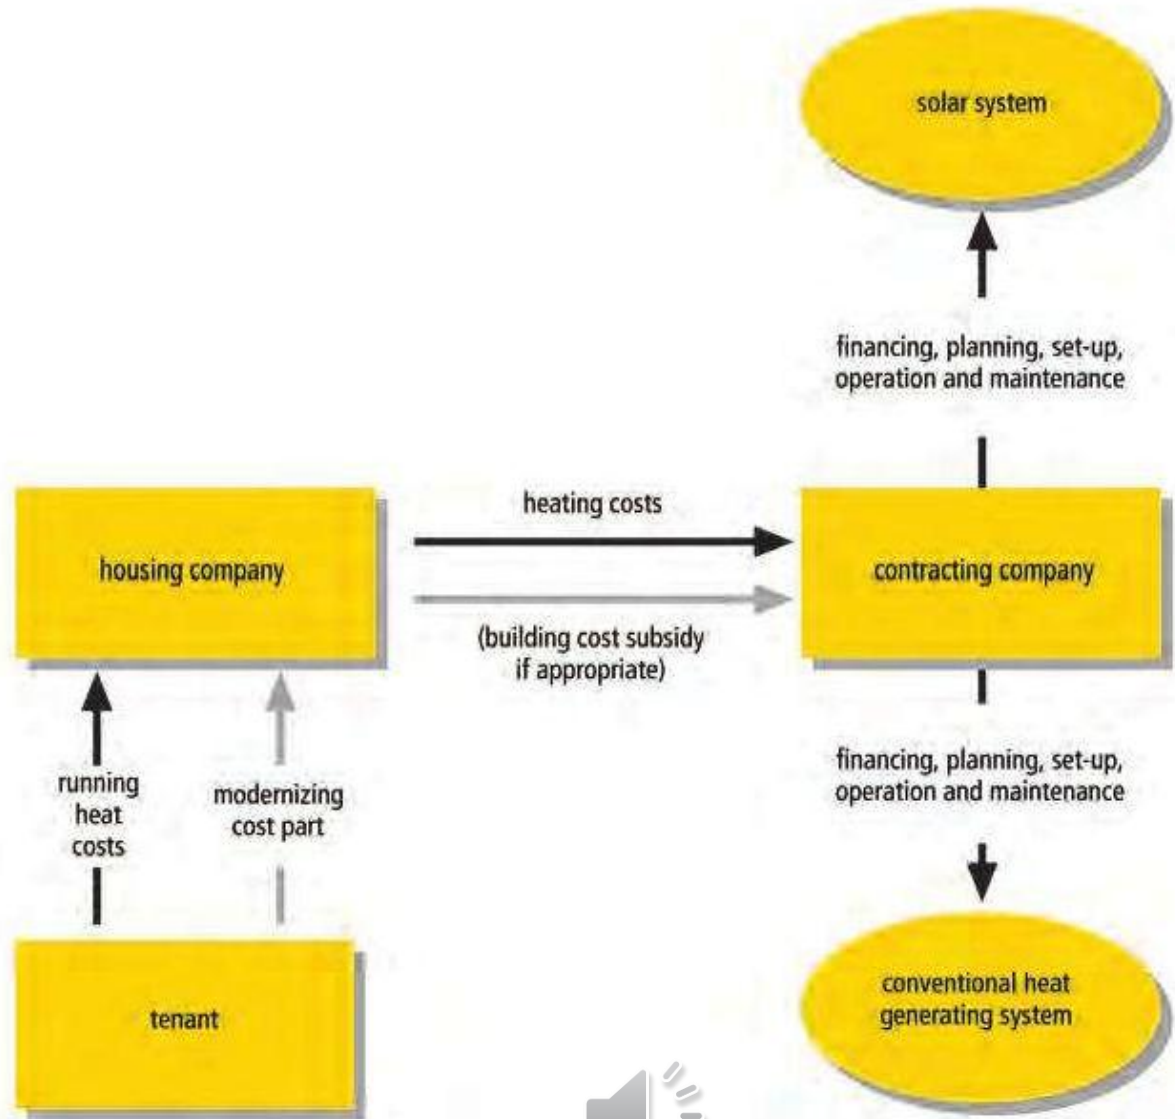 solar system
financing, planning, set-up,
operation and maintenance
heating costs
housing company
contracting company
(building cost subsidy
if appropriate)
running
heat
costs
modernizing
cost part
financing, planning, set-up,
operation and maintenance
tenant
conventional heat
generating system